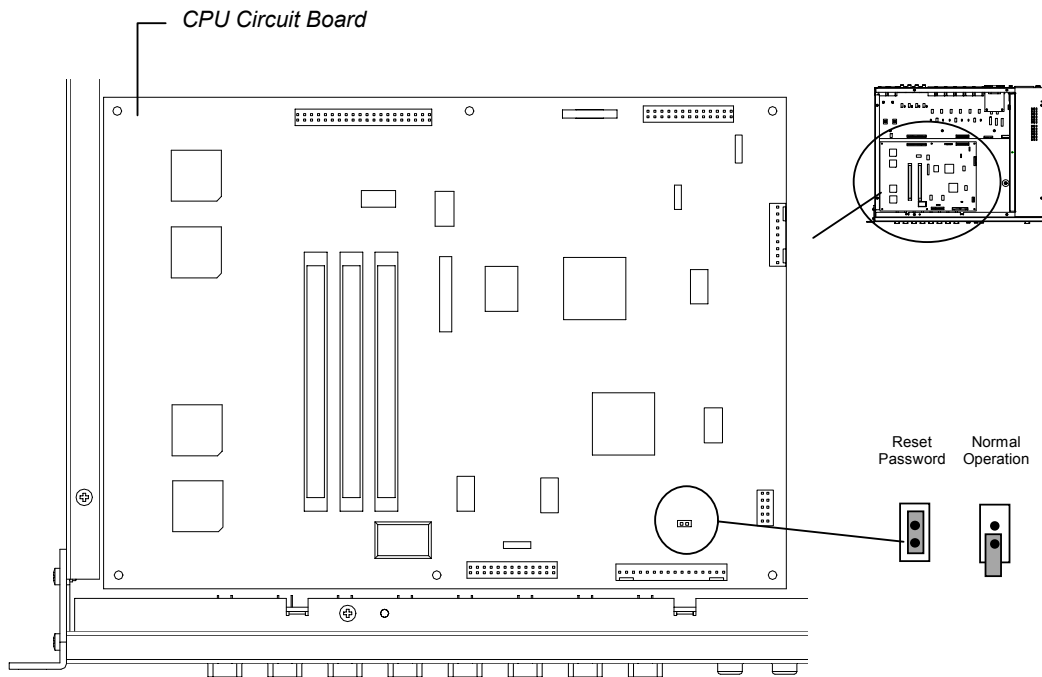 CPU Circuit Board
Reset
Password
Normal
Operation